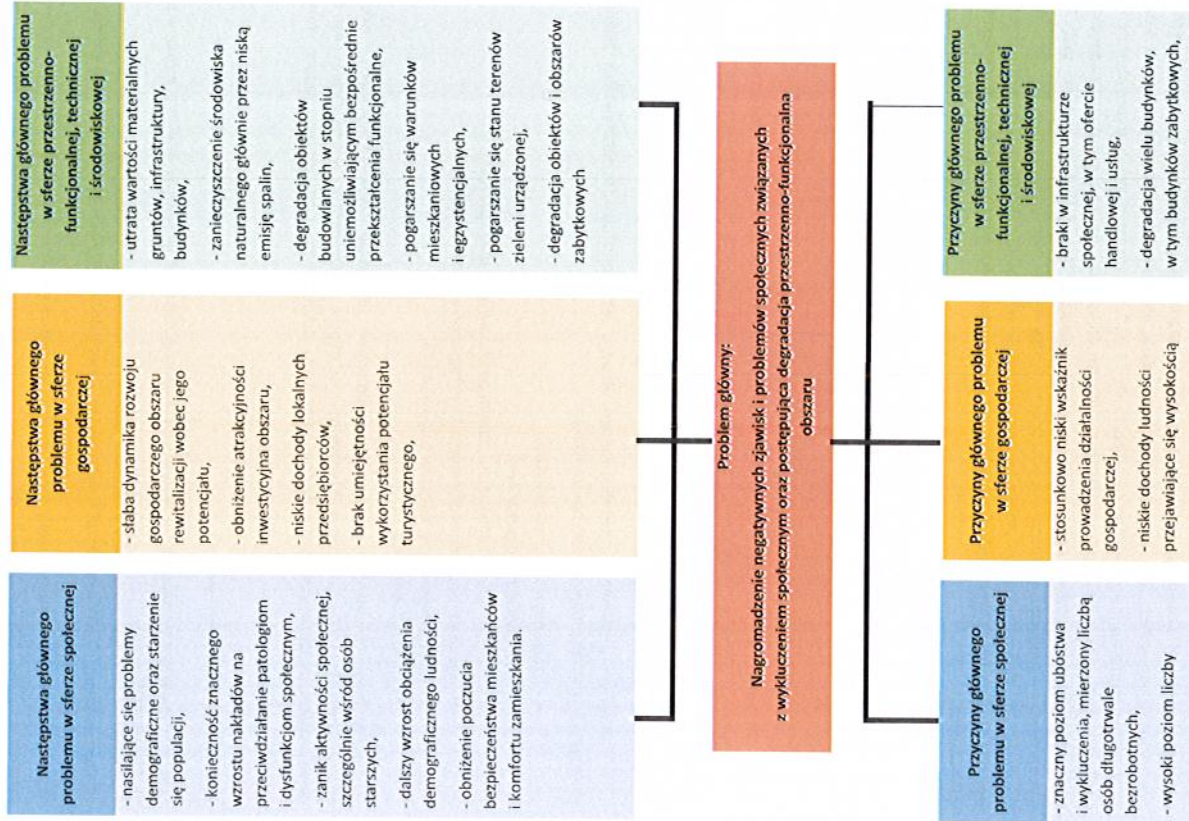 Następstwa głównego
problemu w sferze społecznej
- nasilające się problemy
demograficzne oraz starzenie
się populacji,
- konieczność znacznego
wzrostu nakładów na
przeciwdziałanie patologiom
i dysfunkcjom społecznym,
- zanik aktywności społecznej,
szczególnie wśród osób
starszych,
- dalszy wzrost obciążenia
demograficznego ludności,
- obniżenie poczucia
bezpieczeństwa mieszkańców
i komfortu zamieszkania.
Następstwa głównego
problemu w sferze
gospodarczej
- słaba dynamika rozwoju
gospodarczego obszaru
rewitalizacji wobec jego
potencjału,
- obniżenie atrakcyjności
inwestycyjna obszaru,
- niskie dochody lokalnych
przedsiębiorców,
- brak umiejętności
wykorzystania potencjału
turystycznego,
Następstwa głównego problemu
w sferze przestrzenno-
funkcjonalnej, technicznej
i środowiskowej
- utrata wartości materialnych
gruntów, infrastruktury,
budynków,
- zanieczyszczenie środowiska
naturalnego głównie przez niską
emisję spalin,
- degradacja obiektów
budowlanych w stopniu
uniemożliwiającym bezpośrednie
przekształcenia funkcjonalne,
- pogarszanie się warunków
mieszkaniowych
i egzystencjalnych,
- pogarszanie się stanu terenów
zieleni urządzonej,
- degradacja obiektów i obszarów
zabytkowych
Problem główny:
Nagromadzenie negatywnych zjawisk i problemów społecznych związanych
z wykluczeniem społecznym oraz postępująca degradacja przestrzenno-funkcjonalna
obszaru
Przyczyny głównego
problemu w sferze społecznej
- znaczny poziom ubóstwa
i wykluczenia, mierzony liczbą
osób długotrwale
bezrobotnych,
- wysoki poziom liczby
Przyczyny głównego problemu
w sferze gospodarczej
- stosunkowo niski wskaźnik
prowadzenia działalności
gospodarczej,
- niskie dochody ludności
przejawiające się wysokością
Przyczyny głównego problemu
w sferze przestrzenno-
funkcjonalnej, technicznej
i środowiskowej
- braki w infrastrukturze
społecznej, w tym ofercie
handlowej i usług,
- degradacja wielu budynków,
w tym budynków zabytkowych,